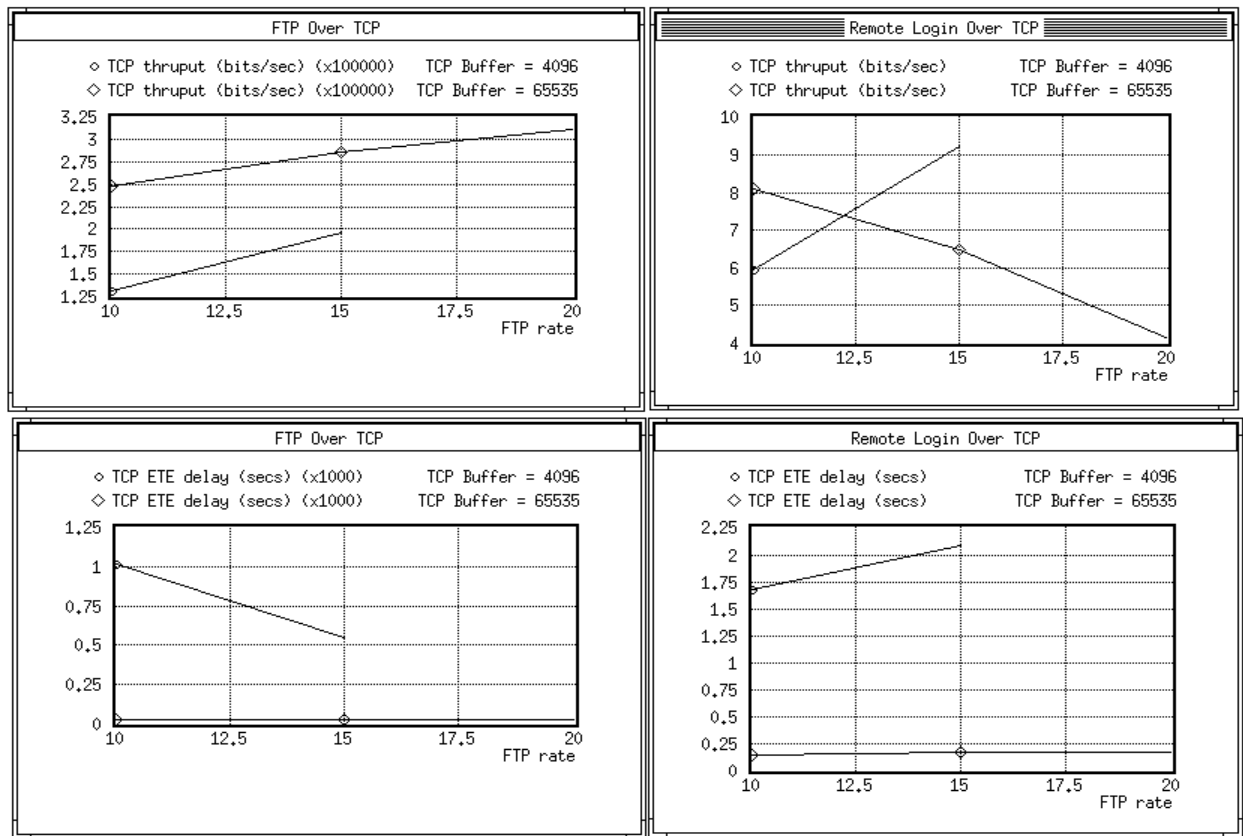 FTP Over TCP
TCP thruput (bits/sec) (x100000) TCP Buffer = 4096
TCP thruput (bits/sec) (x100000) TCP Buffer = 65535
3.25
3
2.75
2.5
2.25
2
1.75
1.5
1.25
10 12.5 15 17.5 20
FTP rate
Remote Login Over TCP
TCP thruput (bits/sec) TCP Buffer = 4096
TCP thruput (bits/sec) TCP Buffer = 65535
10
9
8
7
6
5
4
10 12.5 15 17.5 20
FTP rate
FTP Over TCP
TCP ETE delay (secs) (x1000) TCP Buffer = 4096
TCP ETE delay (secs) (x1000) TCP Buffer = 65535
1.25
1
0.75
0.5
0.25
0
10 12.5 15 17.5 20
FTP rate
Remote Login Over TCP
TCP ETE delay (secs) TCP Buffer = 4096
TCP ETE delay (secs) TCP Buffer = 65535
2.25
2
1.75
1.5
1.25
1
0.75
0.5
0.25
0
10 12.5 15 17.5 20
FTP rate